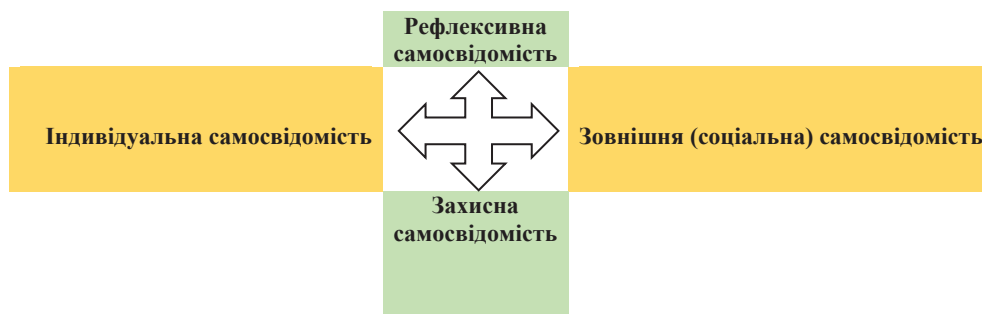 Рефлексивна
самосвідомість
Індивідуальна самосвідомість
Зовнішня (соціальна) самосвідомість
Захисна
самосвідомість